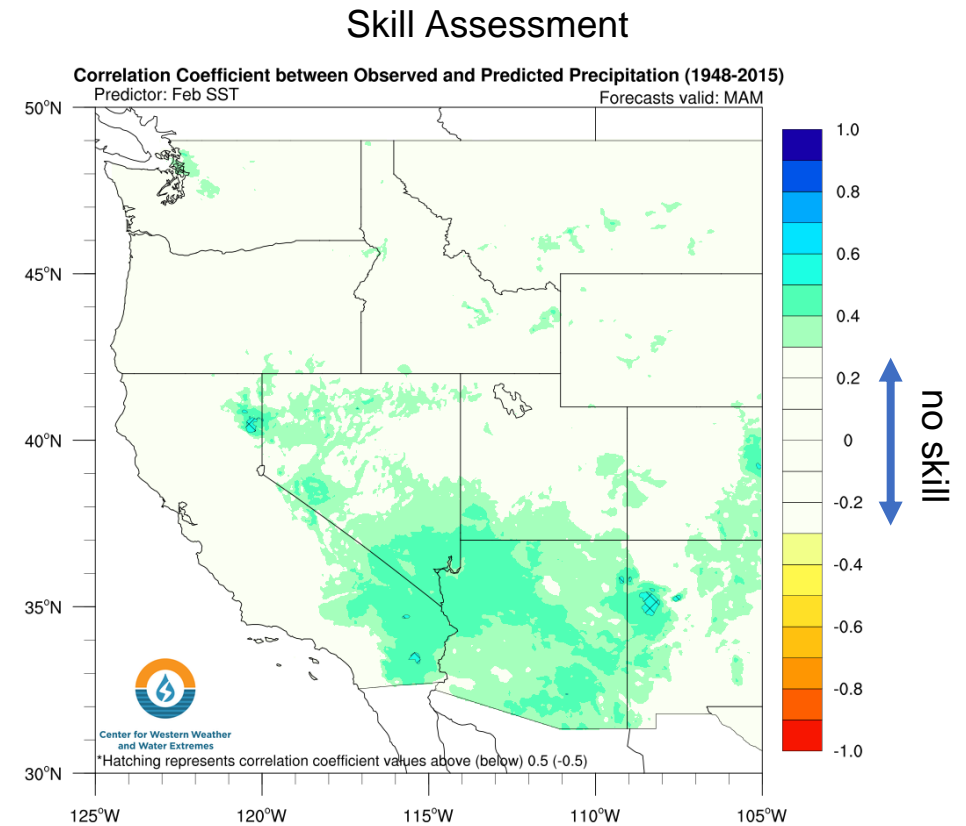 Skill Assessment
Correlation Coefficient between Observed and Predicted Precipitation (1948-2015)
Predictor: Feb SST
Forecasts valid: MAM
50°N
45°N
40°N
35°N
30°N
125°W
120°W
115°W
110°W
105°W
1.0
0.8
0.6
0.4
0.2
0
-0.2
-0.4
-0.6
-0.8
-1.0
no skill
Center for Western Weather
and Water Extremes
*Hatching represents correlation coefficient values above (below) 0.5 (-0.5)